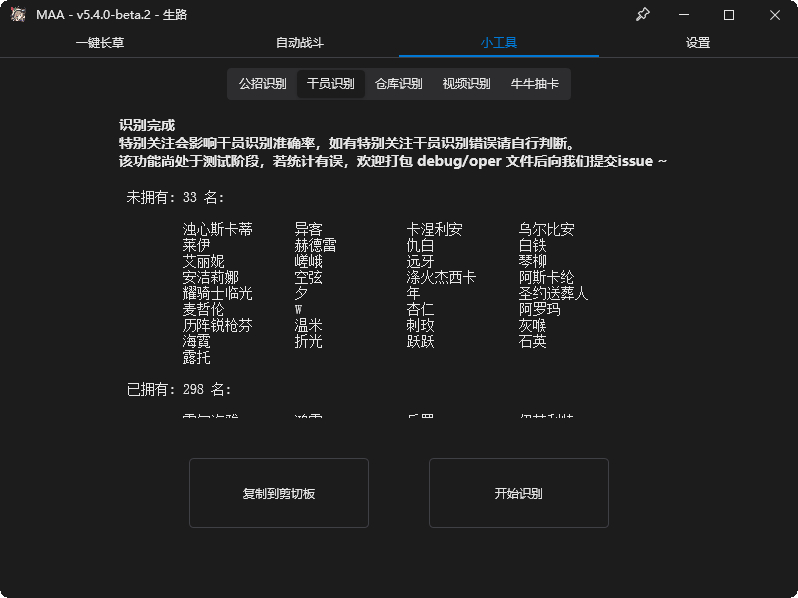 MAA - v5.4.0-beta.2 - 生路
一键长草 自动战斗 小工具 设置
公招识别 干员识别 仓库识别 视频识别 牛牛抽卡
识别完成
特别关注会影响干员识别准确率，如有特别关注干员识别错误请自行判断。
该功能尚处于测试阶段，若统计有误，欢迎打包 debug/oper 文件后向我们提交issue ~
未拥有: 33 名:
浊心斯卡蒂 异客 卡涅利安 乌尔比安
莱伊 赫德雷 仇白 白铁
艾丽妮 嵯峨 远牙 琴柳
安洁莉娜 空弦 涤火杰西卡 阿斯卡纶
耀骑士临光 夕 年 圣约送葬人
麦哲伦 W 杏仁 阿罗玛
历阵锐枪芬 温米 刺玫 灰喉
海霓 折光 跃跃 石英
露托
已拥有: 298 名:
复制到剪切板 开始识别